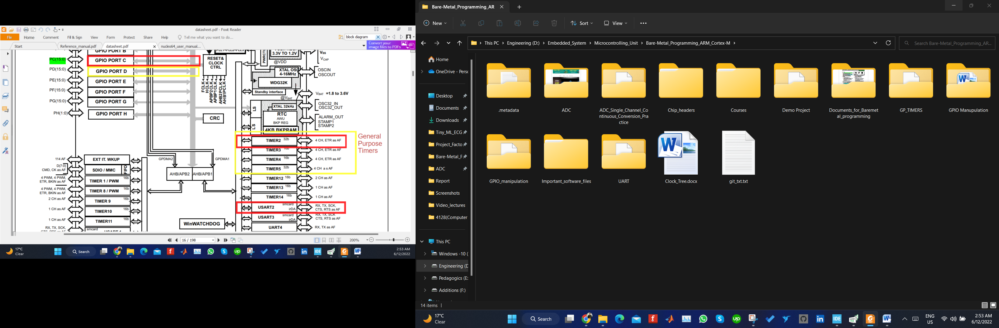 datasheet.pdf - Foxit Reader
File Home Comment Fill & Sign View Form Protect Share Help Tell me what you want to do...
block diagram
Start Reference_manual.pdf datasheet.pdf nucleo64_user_manual...
Convert your
image files to PDFs
GPIO PORT B
PC(15:0) GPIO PORT C
PD(15:0) GPIO PORT D
PE(15:0) GPIO PORT E
PF(15:0) GPIO PORT F
PG(15:0) GPIO PORT G
PH(1:0) GPIO PORT H
RESET&
CLOCK
CTRL
FCLK
HCLK
APBP2CLK
APBP1CLK
AHB2PCLK
AHB1PCLK
CRC
PWRCTL
3.3V TO 1.2V
@VDD
VSS
VCAP
XTAL OSC
4-16MHz
OSCIN
OSCOUT
WDG32K
Standby interface
@VBAT
VBAT =1.8 to 3.6V
LS
XTAL 32kHz
OSC32_IN
OSC32_OUT
RTC
AWU
BKP REG
ALARM_OUT
STAMP1
STAMP2
LS
4KB BKPRAM
TIMER2 32b 4 CH, ETR as AF
TIMER3 16b 4 CH, ETR as AF
TIMER4 16b 4 CH, ETR as AF
TIMER5 32b 4 CH a s AF
General
Purpose
Timers
TIMER12 16b 2 CH as AF
TIMER13 16b 1 CH as AF
TIMER14 16b 1 CH as AF
USART2 smcard irDA RX, TX, SCK,
CTS, RTS as AF
USART3 smcard irDA RX, TX, SCK
CTS, RTS as AF
UART4 RX, TX as AF
114 AF EXT IT. WKUP
D(7:0)
CMD, CK as AF SDIO / MMC FIFO
4 PWM, 4 PWM,
ETR, BKIN as AF TIMER 1 / PWM 16b
4 PWM, 4 PWM,
ETR, BKIN as AF TIMER 8 / PWM 16b
2 CH as AF TIMER 9 16b
1 CH as AF TIMER10 16b
1 CH as AF TIMER11 16b
RX, TX, SCK,
smcard
GPDMA2 GPDMA1
AHB/APB2 AHB/APB1
WinWATCHDOG
16 / 198 200%
17°C
Clear
Search
2:53 AM
6/12/2022
Bare-Metal_Programming_AR
New Sort View
This PC Engineering (D:) Embedded_System Microcontrolling_Unit Bare-Metal_Programming_ARM_Cortex-M
Search Bare-Metal_Programming_AR...
Home
OneDrive - Perso
Desktop
Documents
Downloads
Tiny_ML_ECG
Project_Facto
Bare-Metal_F
ADC
Report
Screenshots
Video_lectures
4128(Computer
This PC
Windows -10 (
Engineering (D
Pedagogics (E:
Additions (F:)
.metadata
ADC
ADC_Single_Channel_Co
ntinuous_Conversion_Pra
ctice
Chip_headers
Courses
Demo Project
Documents_for_Baremet
al_programming
GP_TIMERS
GPIO Manupulation
GPIO_manipulation
Important_software_files
UART
Clock_Tree.docx
git_txt.txt
14 items
17°C
Clear
Search
ENG
US
2:53 AM
6/12/2022